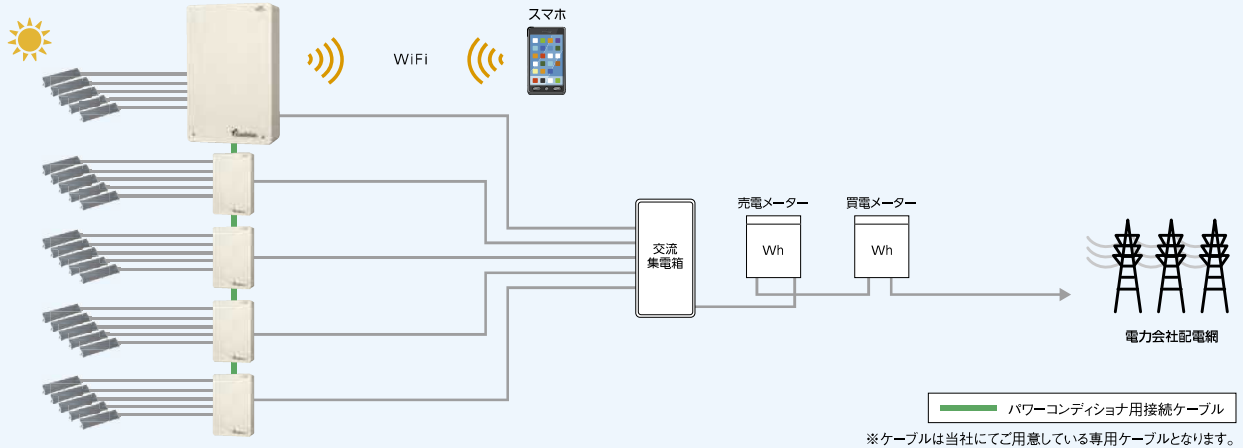 スマホ
WiFi
売電メーター
買電メーター
Wh
Wh
交流
集電箱
電力会社配電網
パワーコンディショナ用接続ケーブル
※ケーブルは当社にてご用意している専用ケーブルとなります。